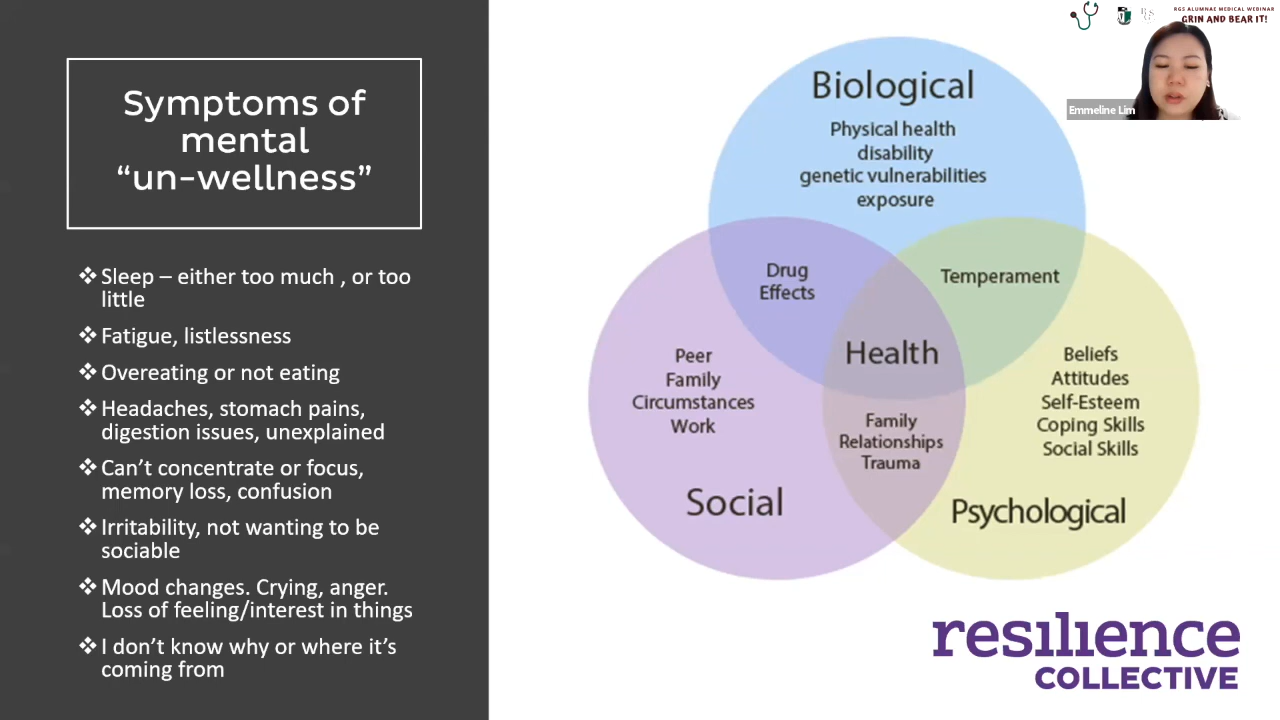 Symptoms of
mental
“un-wellness”
❖Sleep – either too much , or too
little
❖Fatigue, listlessness
❖Overeating or not eating
❖Headaches, stomach pains,
digestion issues, unexplained
❖Can’t concentrate or focus,
memory loss, confusion
❖Irritability, not wanting to be
sociable
❖Mood changes. Crying, anger.
Loss of feeling/interest in things
❖I don’t know why or where it’s
coming from
Biological
Physical health
disability
genetic vulnerabilities
exposure
Drug
Effects
Temperament
Health
Peer
Family
Circumstances
Work
Social
Family
Relationships
Trauma
Beliefs
Attitudes
Self-Esteem
Coping Skills
Social Skills
Psychological
RGS ALUMNAE MEDICAL WEBINAR
GRIN AND BEAR IT!
Emmeline Lim
resilience
COLLECTIVE